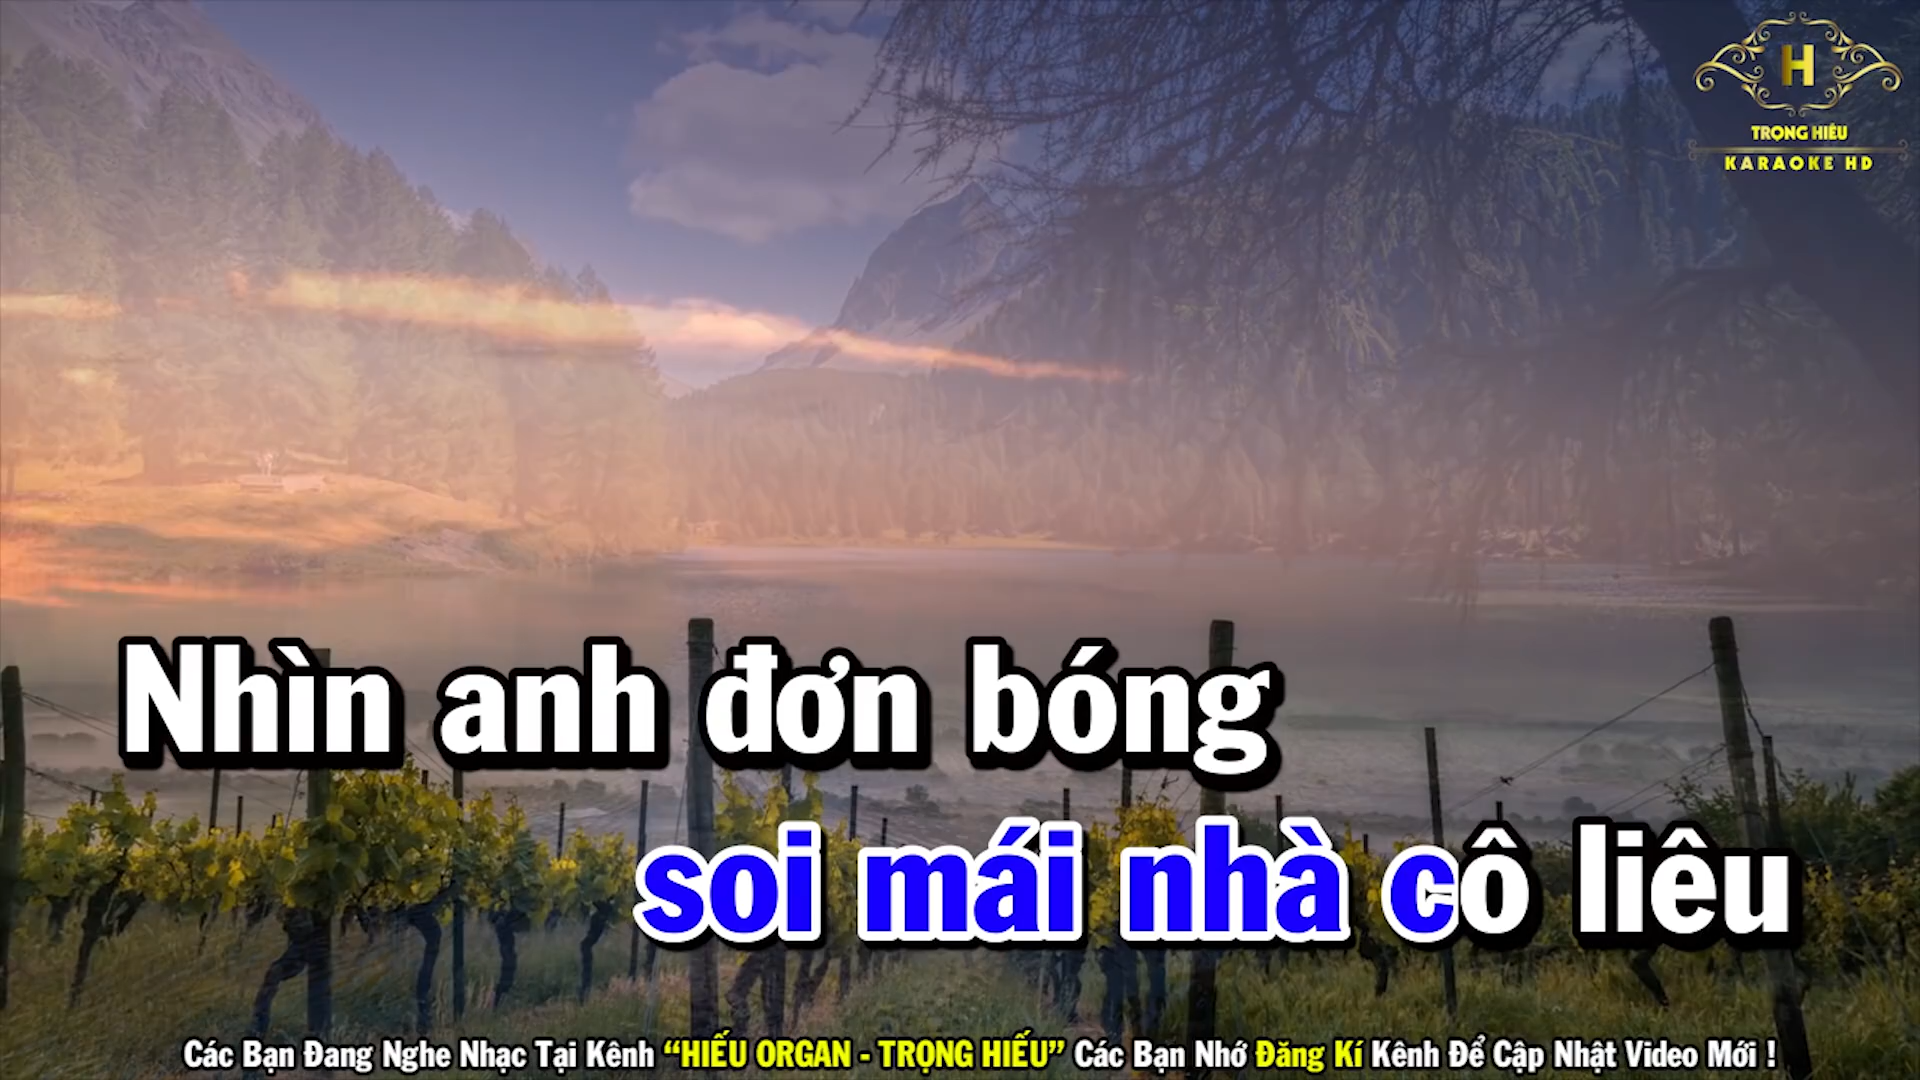 H
TRỌNG HIẾU
KARAOKE HD
Nhìn anh đơn bóng
soi mái nhà cô liêu
Các Bạn Đang Nghe Nhạc Tại Kênh “HIẾU ORGAN - TRỌNG HIẾU” Các Bạn Nhớ Đăng Kí Kênh Để Cập Nhật Video Mới !